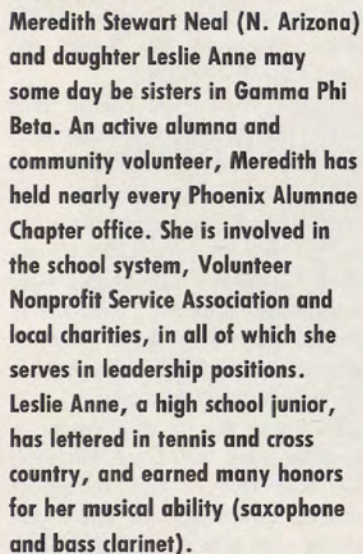 Meredith Stewart Neal (N. Arizona)
and daughter Leslie Anne may
some day be sisters in Gamma Phi
Beta. An active alumna and
community volunteer, Meredith has
held nearly every Phoenix Alumnae
Chapter office. She is involved in
the school system, Volunteer
Nonprofit Service Association and
local charities, in all of which she
serves in leadership positions.
Leslie Anne, a high school junior,
has lettered in tennis and cross
country, and earned many honors
for her musical ability (saxophone
and bass clarinet).